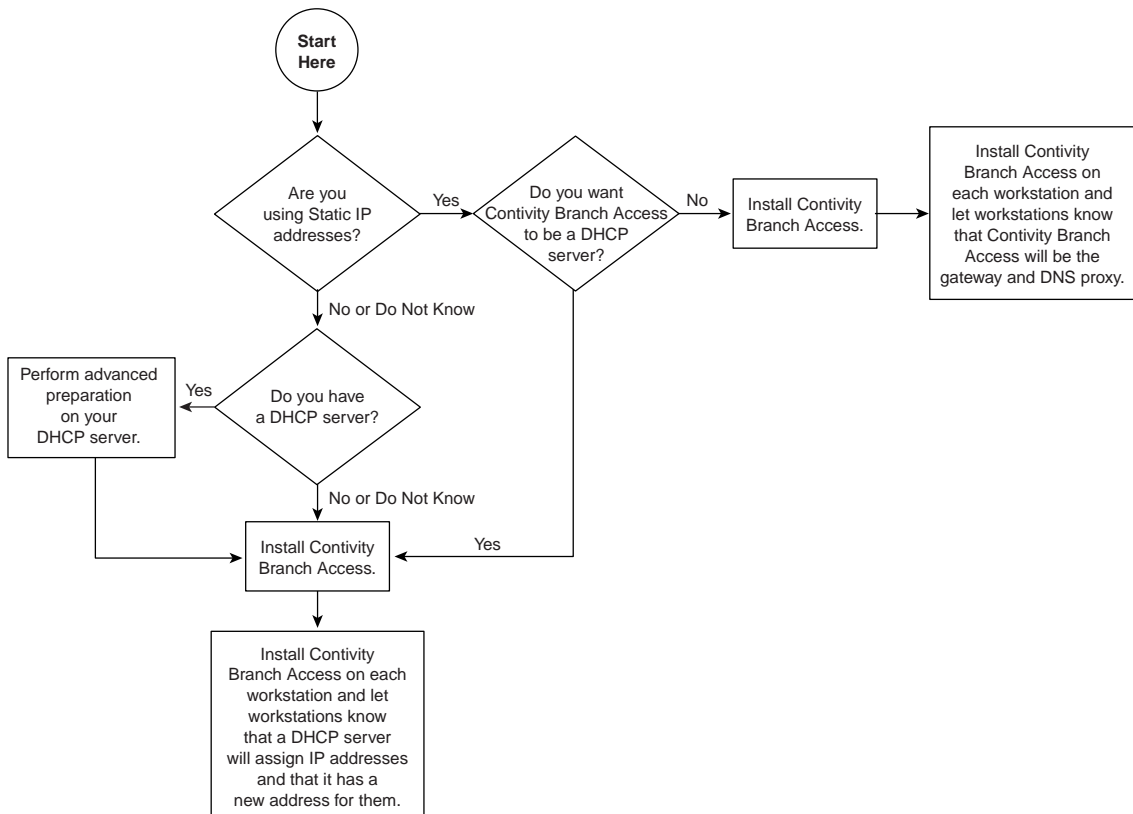 Start
Here
Are you
using Static IP
addresses?
Yes
Do you want
Contivity Branch Access
to be a DHCP
server?
No
Install Contivity
Branch Access.
Install Contivity
Branch Access on
each workstation and
let workstations know
that Contivity Branch
Access will be the
gateway and DNS proxy.
No or Do Not Know
Perform advanced
preparation
on your
DHCP server.
Yes
Do you have
a DHCP server?
No or Do Not Know
Install Contivity
Branch Access.
Yes
Install Contivity
Branch Access on each
workstation and let
workstations know
that a DHCP server
will assign IP addresses
and that it has a
new address for them.